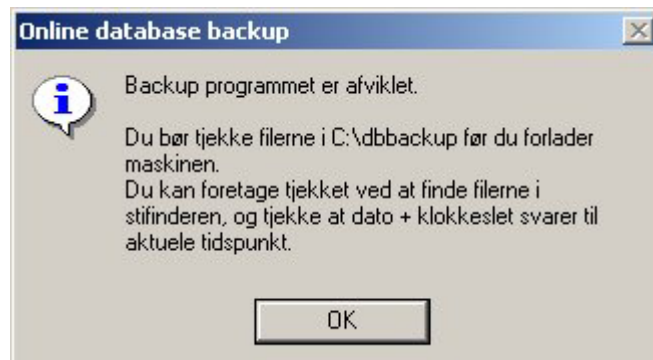 Online database backup
Backup programmet er afviklet.
Du bør tjekke filerne i C:\dbbackup før du forlader
maskinen.
Du kan foretage tjekket ved at finde filerne i
stifinderen, og tjekke at dato + klokkeslet svarer til
aktuele tidspunkt.
OK